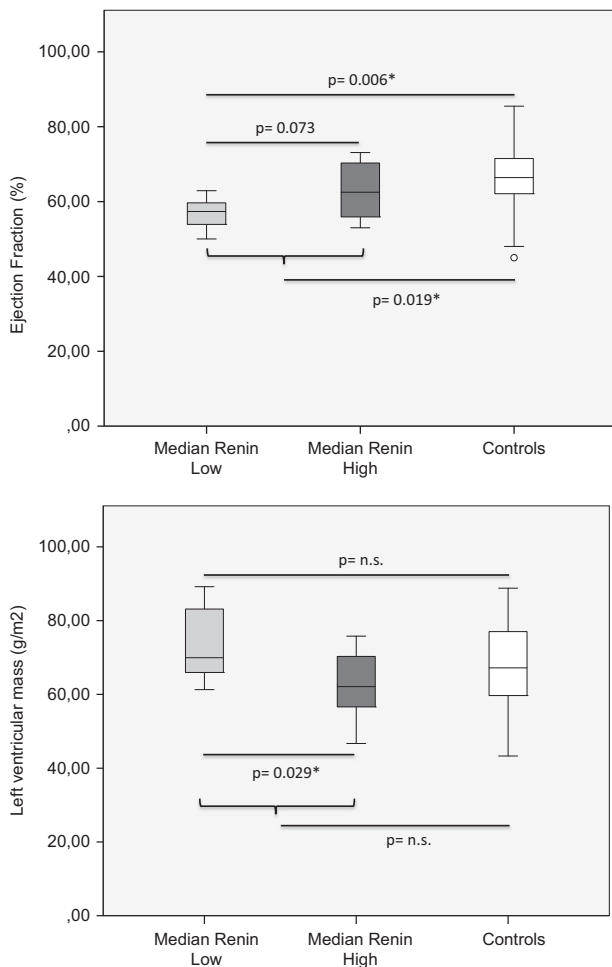 100,00
p= 0.006*
80,00
p= 0.073
60,00
40,00
p= 0.019*
20,00
,00
Ejection Fraction (%)
Median Renin Low
Median Renin High
Controls
100,00
p= n.s.
80,00
60,00
40,00
p= 0.029*
20,00
p= n.s.
,00
Left ventricular mass (g/m2)
Median Renin Low
Median Renin High
Controls